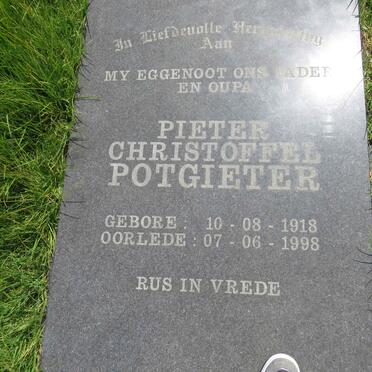 In Liefdevolle Herinnering
Aan
MY EGGENOOT ONS VADER
EN OUPA
PIETER
CHRISTOFFEL
POTGIETER
GEBORE : 10 - 08 - 1918
OORLEDE : 07 - 06 - 1998
RUS IN VREDE